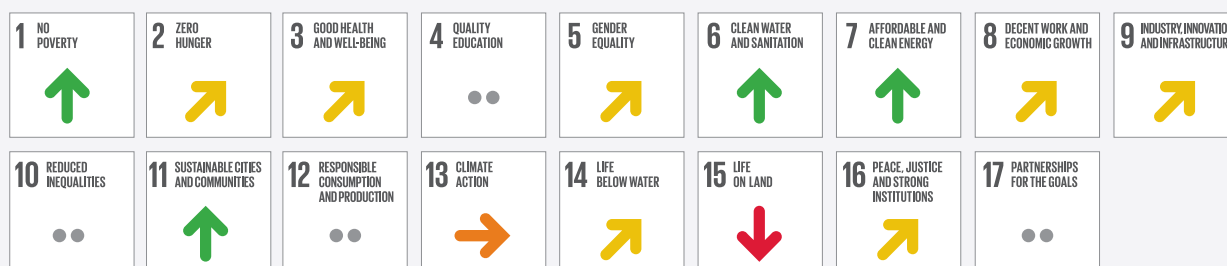 1 NO
POVERTY
2 ZERO
HUNGER
3 GOOD HEALTH
AND WELL-BEING
4 QUALITY
EDUCATION
5 GENDER
EQUALITY
6 CLEAN WATER
AND SANITATION
7 AFFORDABLE AND
CLEAN ENERGY
8 DECENT WORK AND
ECONOMIC GROWTH
9 INDUSTRY, INNOVATIO
AND INFRASTRUCTUR
10 REDUCED
INEQUALITIES
11 SUSTAINABLE CITIES
AND COMMUNITIES
12 RESPONSIBLE
CONSUMPTION
AND PRODUCTION
13 CLIMATE
ACTION
14 LIFE
BELOW WATER
15 LIFE
ON LAND
16 PEACE, JUSTICE
AND STRONG
INSTITUTIONS
17 PARTNERSHIPS
FOR THE GOALS